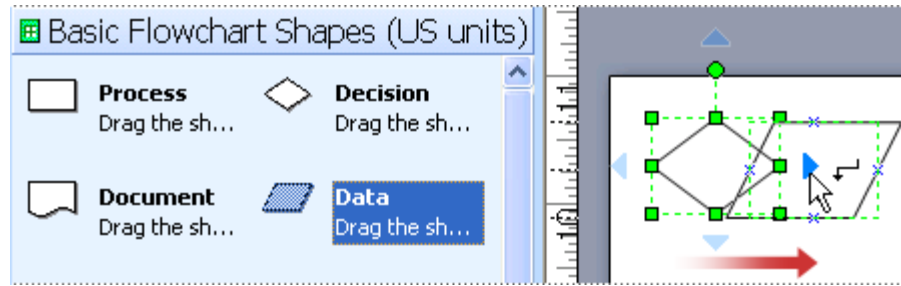 Basic Flowchart Shapes (US units)
Process
Drag the sh...
Decision
Drag the sh...
Document
Drag the sh...
Data
Drag the sh...